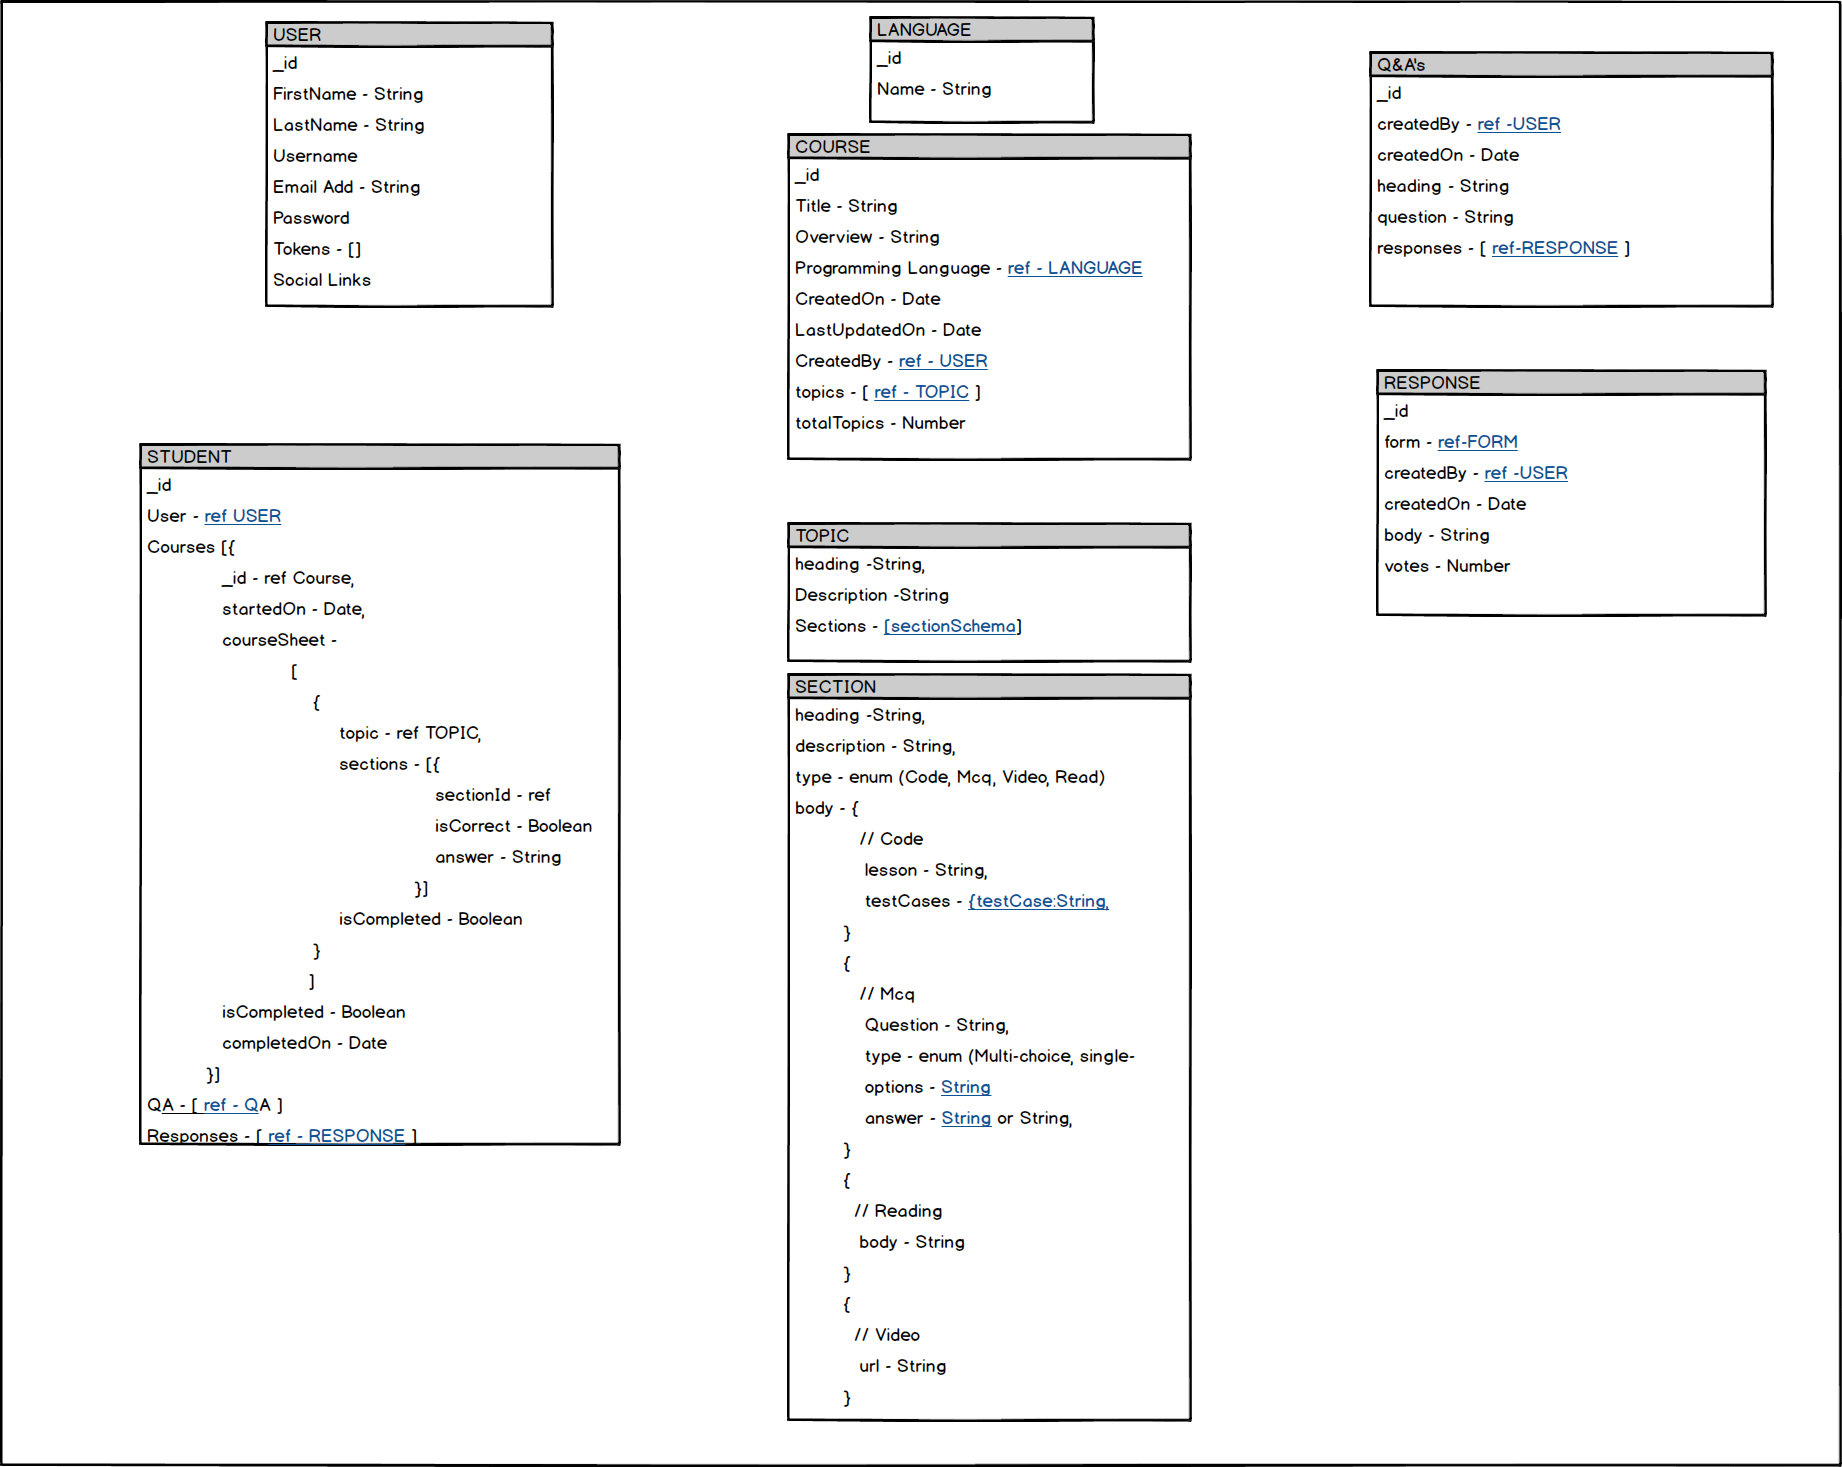 USER
_id
FirstName - String
LastName - String
Username
Email Add - String
Password
Tokens - []
Social Links
STUDENT
_id
User - ref USER
Courses [{
_id - ref Course,
startedOn - Date,
courseSheet -
[
{
topic - ref TOPIC,
sections - [{
sectionId - ref
isCorrect - Boolean
answer - String
}]
isCompleted - Boolean
}
]
isCompleted - Boolean
completedOn - Date
}]
QA - [ ref - QA ]
Responses - [ ref - RESPONSE ]
LANGUAGE
_id
Name - String
COURSE
_id
Title - String
Overview - String
Programming Language - ref - LANGUAGE
CreatedOn - Date
LastUpdatedOn - Date
CreatedBy - ref - USER
topics - [ ref - TOPIC ]
totalTopics - Number
TOPIC
heading -String,
Description -String
Sections - [sectionSchema]
SECTION
heading -String,
description - String,
type - enum (Code, Mcq, Video, Read)
body - {
// Code
lesson - String,
testCases - {testCase:String,
}
{
// Mcq
Question - String,
type - enum (Multi-choice, single-
options - String
answer - String or String,
}
{
// Reading
body - String
}
{
// Video
url - String
}
Q&A's
_id
createdBy - ref -USER
createdOn - Date
heading - String
question - String
responses - [ ref-RESPONSE ]
RESPONSE
_id
form - ref-FORM
createdBy - ref -USER
createdOn - Date
body - String
votes - Number